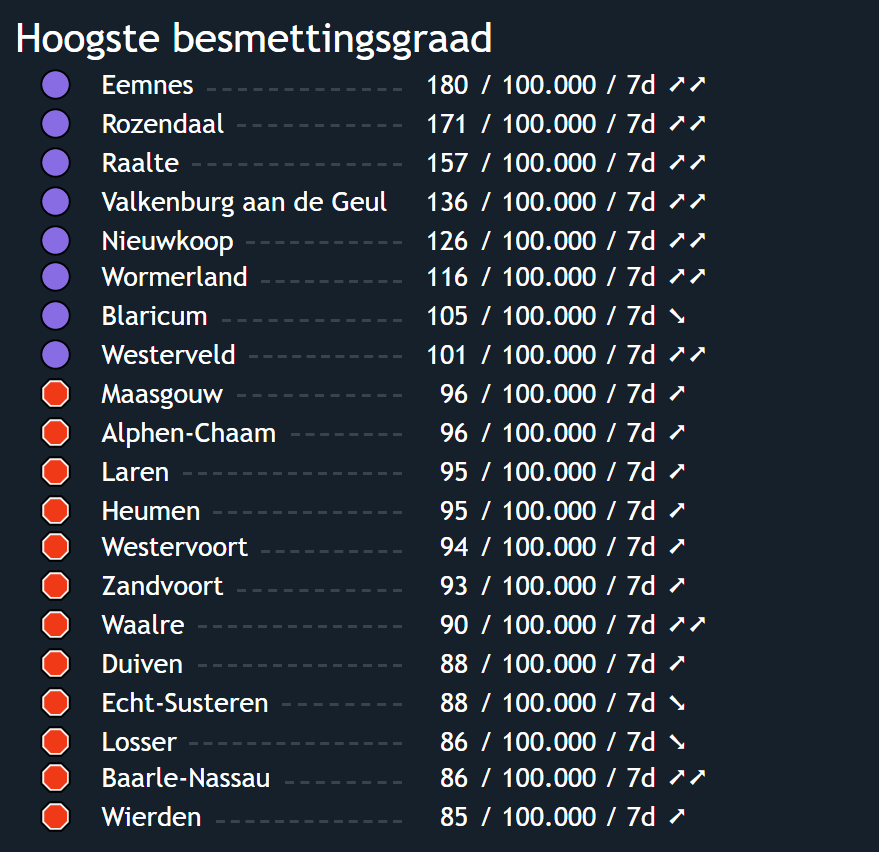 Hoogste besmettingsgraad
Eemnes 180 / 100.000 / 7d ➚➚
Rozendaal 171 / 100.000 / 7d ➚➚
Raalte 157 / 100.000 / 7d ➚➚
Valkenburg aan de Geul 136 / 100.000 / 7d ➚➚
Nieuwkoop 126 / 100.000 / 7d ➚➚
Wormerland 116 / 100.000 / 7d ➚➚
Blaricum 105 / 100.000 / 7d ➘
Westerveld 101 / 100.000 / 7d ➚➚
Maasgouw 96 / 100.000 / 7d ➚
Alphen-Chaam 96 / 100.000 / 7d ➚
Laren 95 / 100.000 / 7d ➚
Heumen 95 / 100.000 / 7d ➚
Westervoort 94 / 100.000 / 7d ➚
Zandvoort 93 / 100.000 / 7d ➚
Waalre 90 / 100.000 / 7d ➚➚
Duiven 88 / 100.000 / 7d ➚
Echt-Susteren 88 / 100.000 / 7d ➘
Losser 86 / 100.000 / 7d ➘
Baarle-Nassau 86 / 100.000 / 7d ➚➚
Wierden 85 / 100.000 / 7d ➚